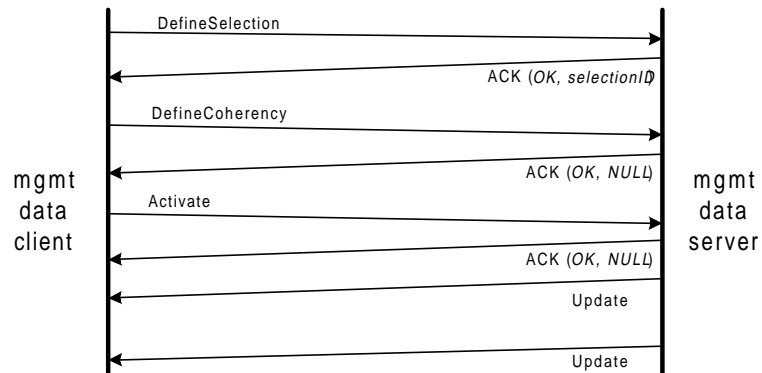 DefineSelection
ACK (OK, selectionID)
DefineCoherency
ACK (OK, NULL)
mgmt
data
client
mgmt
data
server
Activate
ACK (OK, NULL)
Update
Update